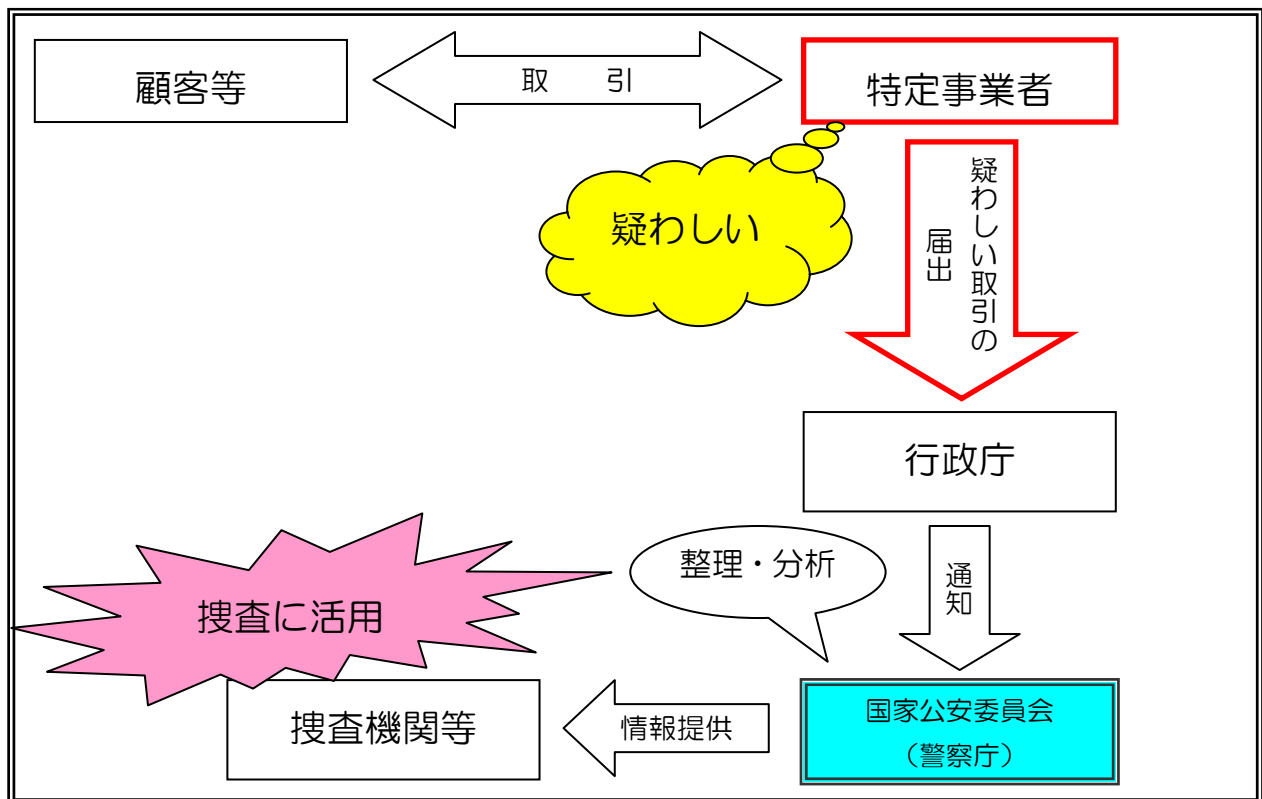 顧客等
取 引
特定事業者
疑わしい
疑わしい取引の
届出
行政庁
整理・分析
通知
捜査に活用
捜査機関等
情報提供
国家公安委員会
（警察庁）